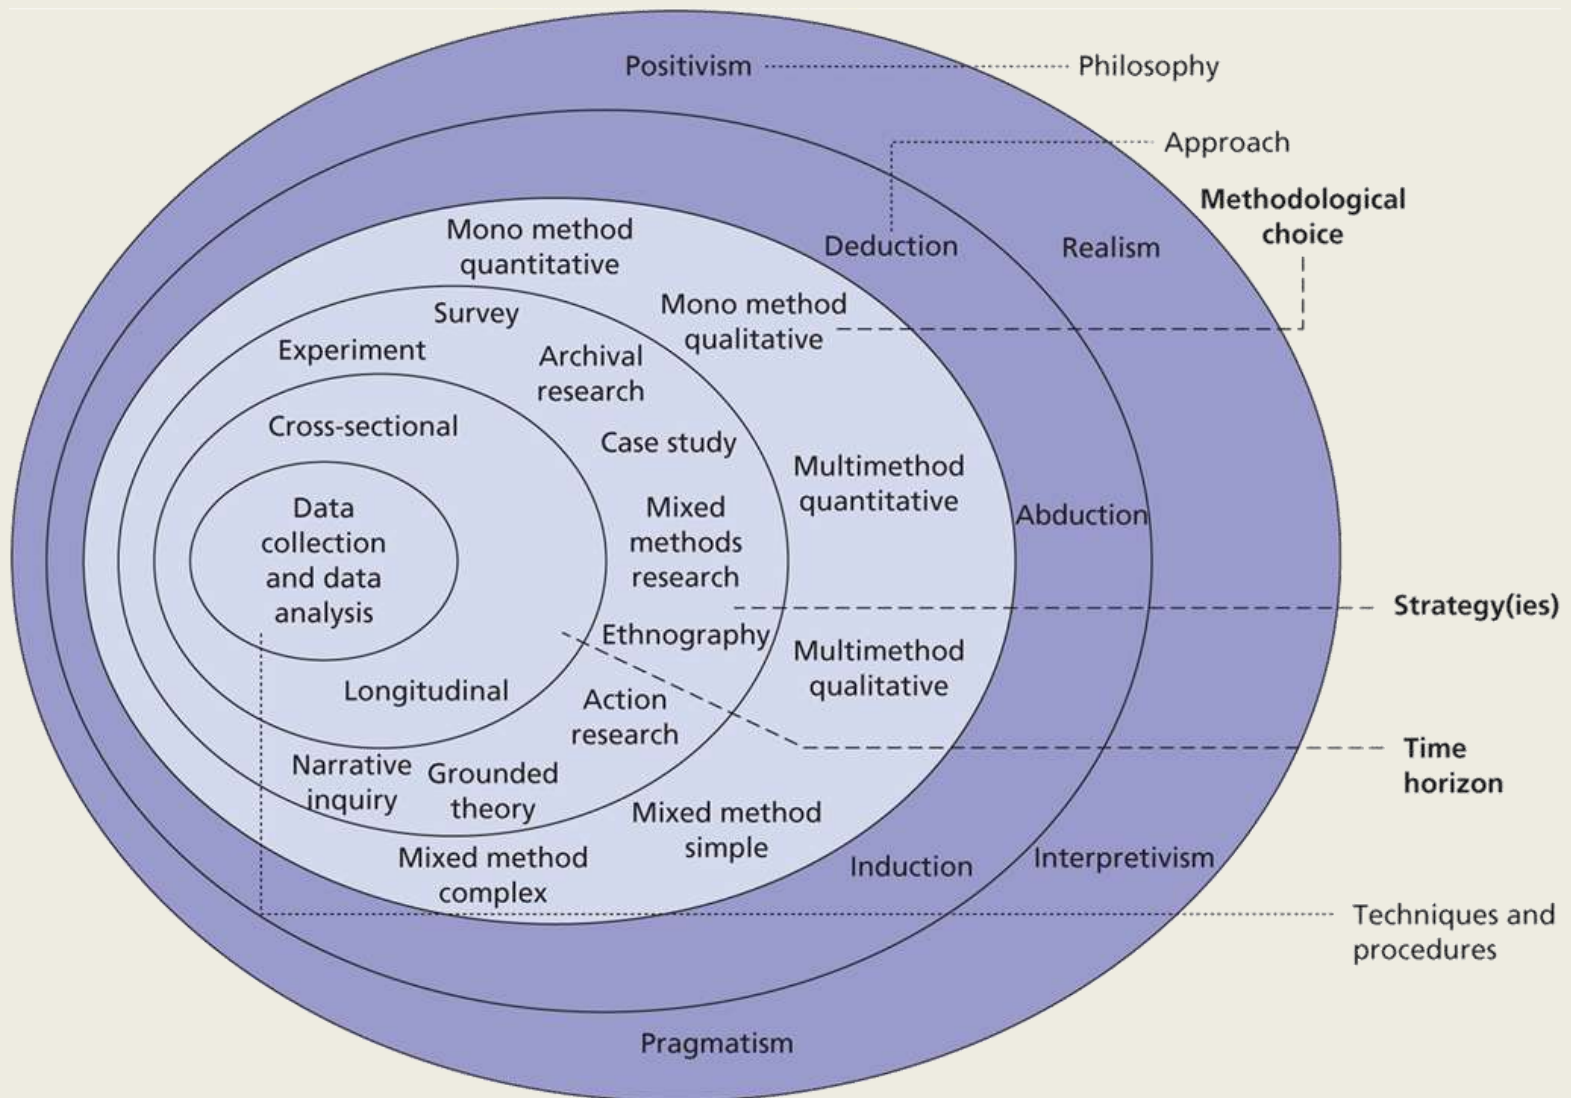 Positivism
Philosophy
Approach
Methodological
choice
Mono method
quantitative
Deduction
Realism
Survey
Mono method
qualitative
Experiment
Archival
research
Cross-sectional
Case study
Multimethod
quantitative
Data
collection
and data
analysis
Mixed
methods
research
Abduction
Strategy(ies)
Ethnography
Multimethod
qualitative
Longitudinal
Action
research
Time
horizon
Narrative
inquiry
Grounded
theory
Mixed method
simple
Mixed method
complex
Induction
Interpretivism
Techniques and
procedures
Pragmatism